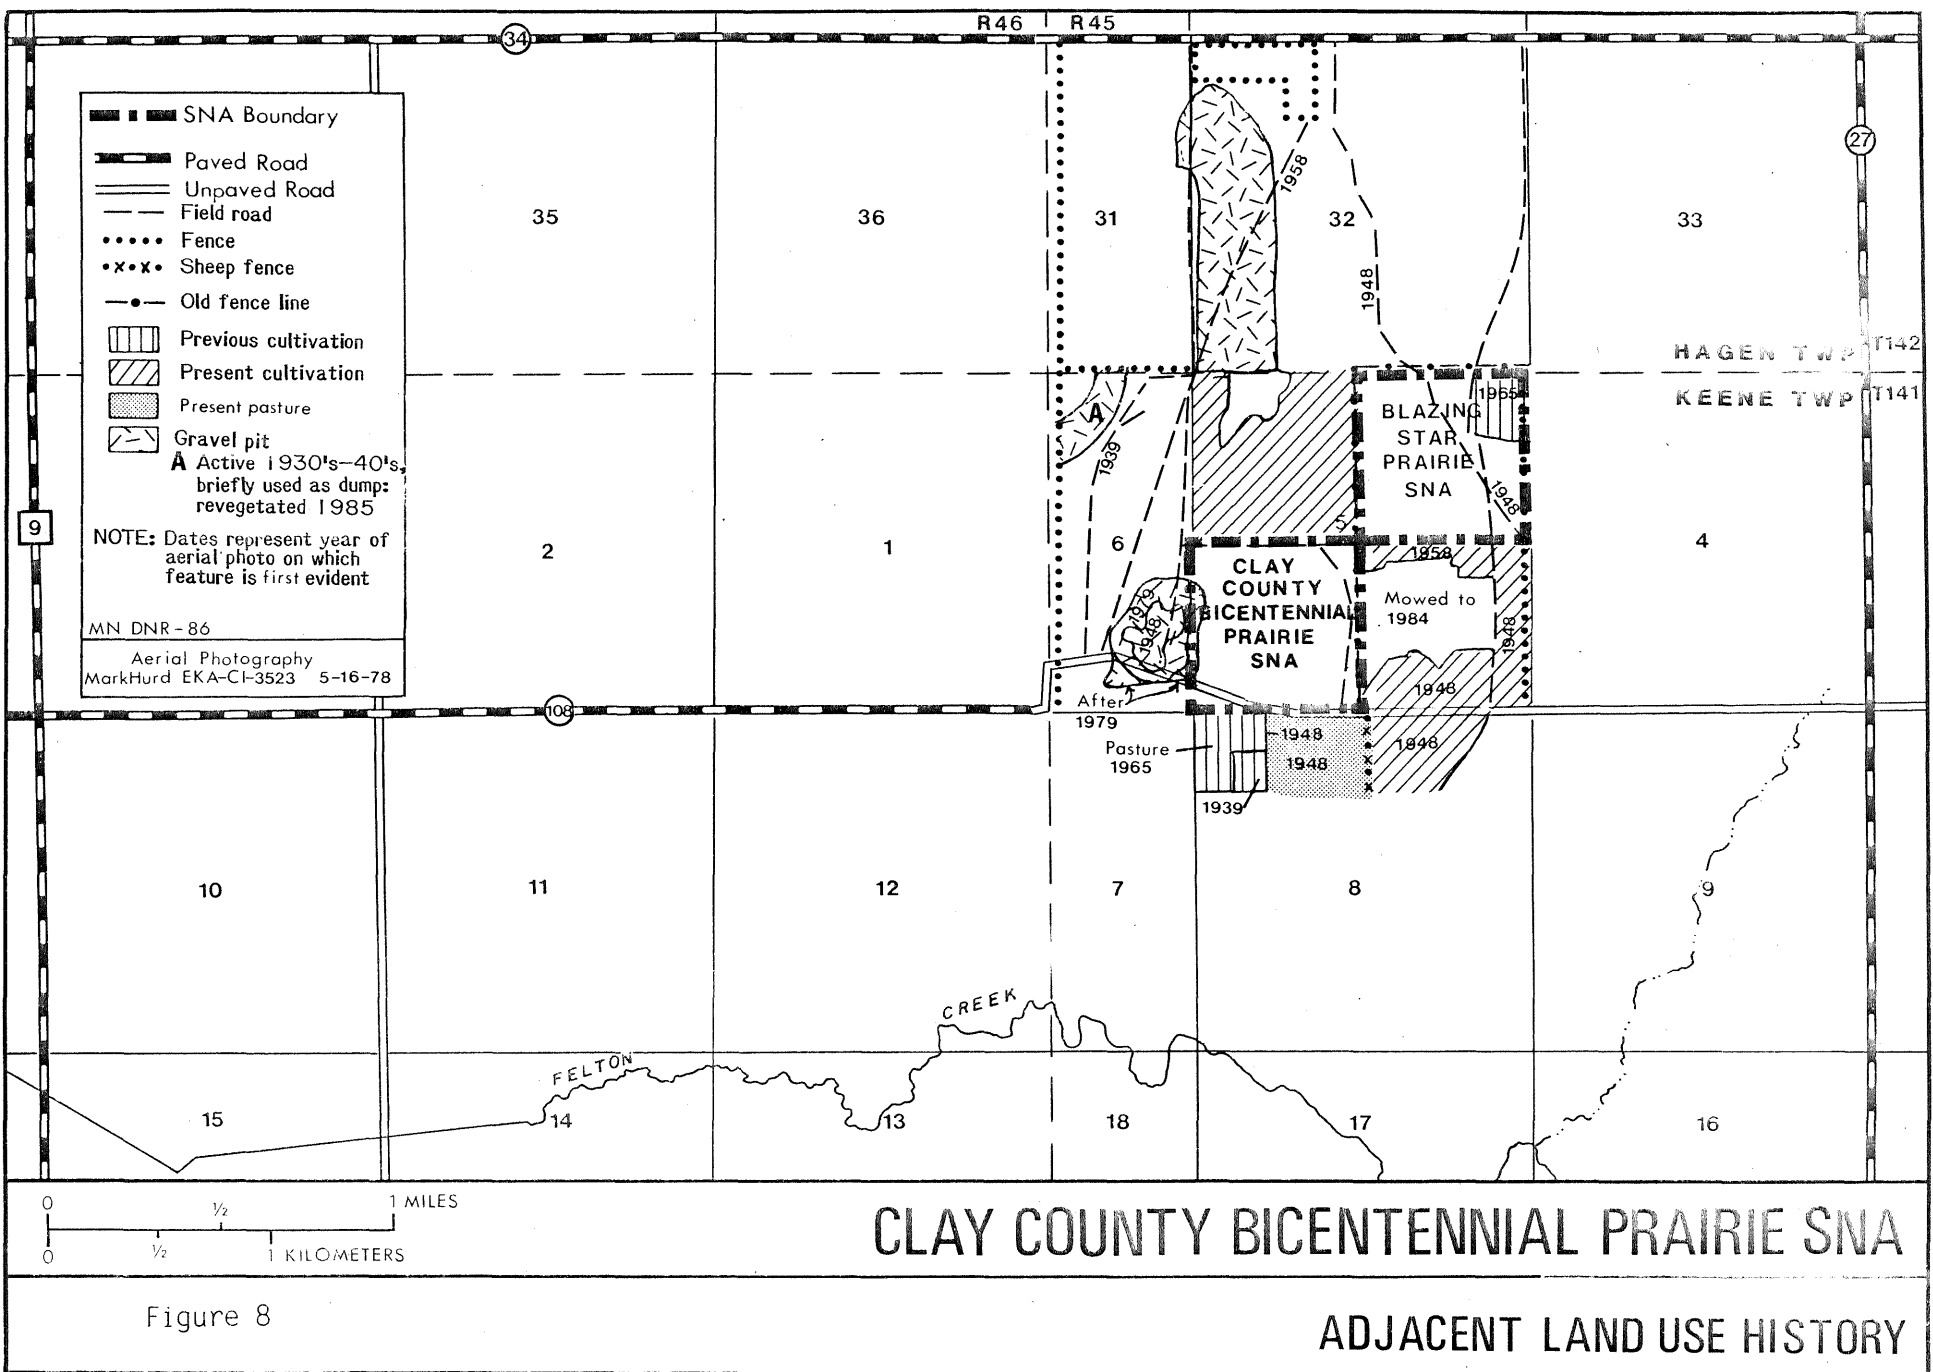 R46 R45
34
27
SNA Boundary
Paved Road
Unpaved Road
Field road
Fence
Sheep fence
Old fence line
Previous cultivation
Present cultivation
Present pasture
Gravel pit
A Active 1930's-40's,
briefly used as dump:
revegetated 1985
NOTE: Dates represent year of
aerial photo on which
feature is first evident
MN DNR-86
Aerial Photography
MarkHurd EKA-CI-3523 5-16-78
35
36
31
32
33
1958
1948
HAGEN TWP T142
KEENE TWP T141
9
2
1
6
5
4
A
1939
1965
BLAZING
STAR
PRAIRIE
SNA
1948
1958
CLAY
COUNTY
BICENTENNIAL
PRAIRIE
SNA
Mowed to
1984
1948
1979
1948
1948
108
After
1979
Pasture
1965
1948
1948
1948
1939
10
11
12
7
8
9
FELTON CREEK
15
14
13
18
17
16
0 ½ 1 MILES
0 ½ 1 KILOMETERS
CLAY COUNTY BICENTENNIAL PRAIRIE SNA
Figure 8
ADJACENT LAND USE HISTORY